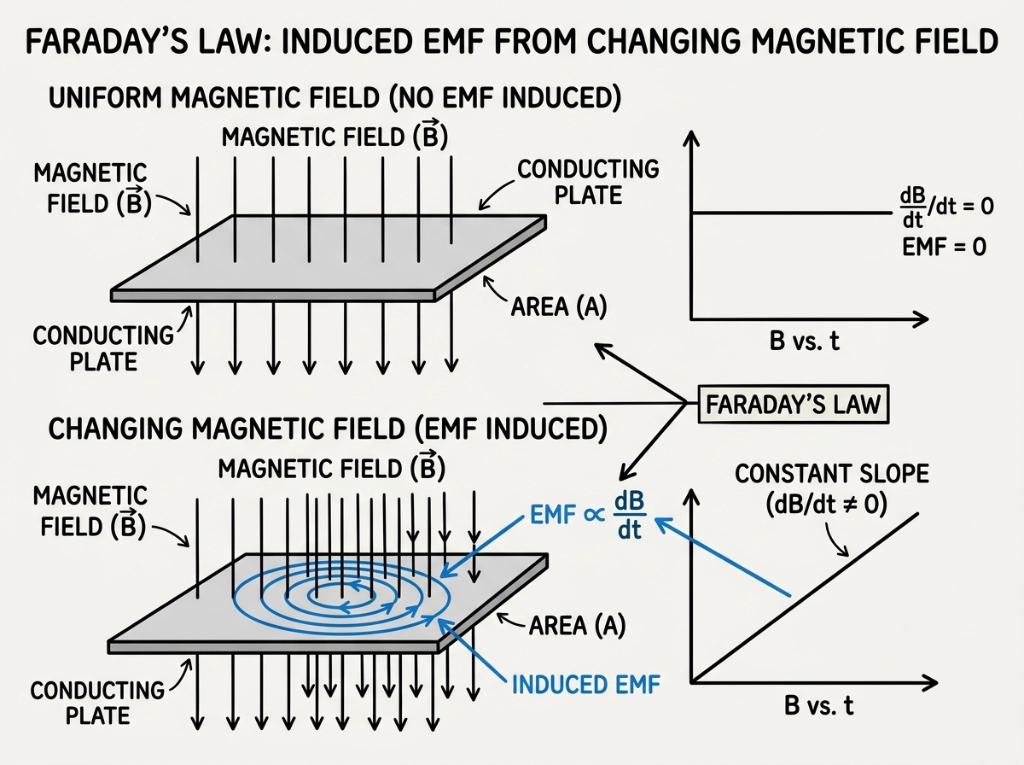 FARADAY'S LAW: INDUCED EMF FROM CHANGING MAGNETIC FIELD
UNIFORM MAGNETIC FIELD (NO EMF INDUCED)
MAGNETIC FIELD (B⃗)
MAGNETIC
FIELD (B⃗)
CONDUCTING
PLATE
AREA (A)
CONDUCTING
PLATE
dB/dt /dt = 0
EMF = 0
B vs. t
FARADAY'S LAW
CHANGING MAGNETIC FIELD (EMF INDUCED)
MAGNETIC FIELD (B⃗)
MAGNETIC
FIELD (B⃗)
EMF ∝ dB/dt
AREA (A)
INDUCED EMF
CONDUCTING
PLATE
CONSTANT SLOPE
(dB/dt ≠ 0)
B vs. t